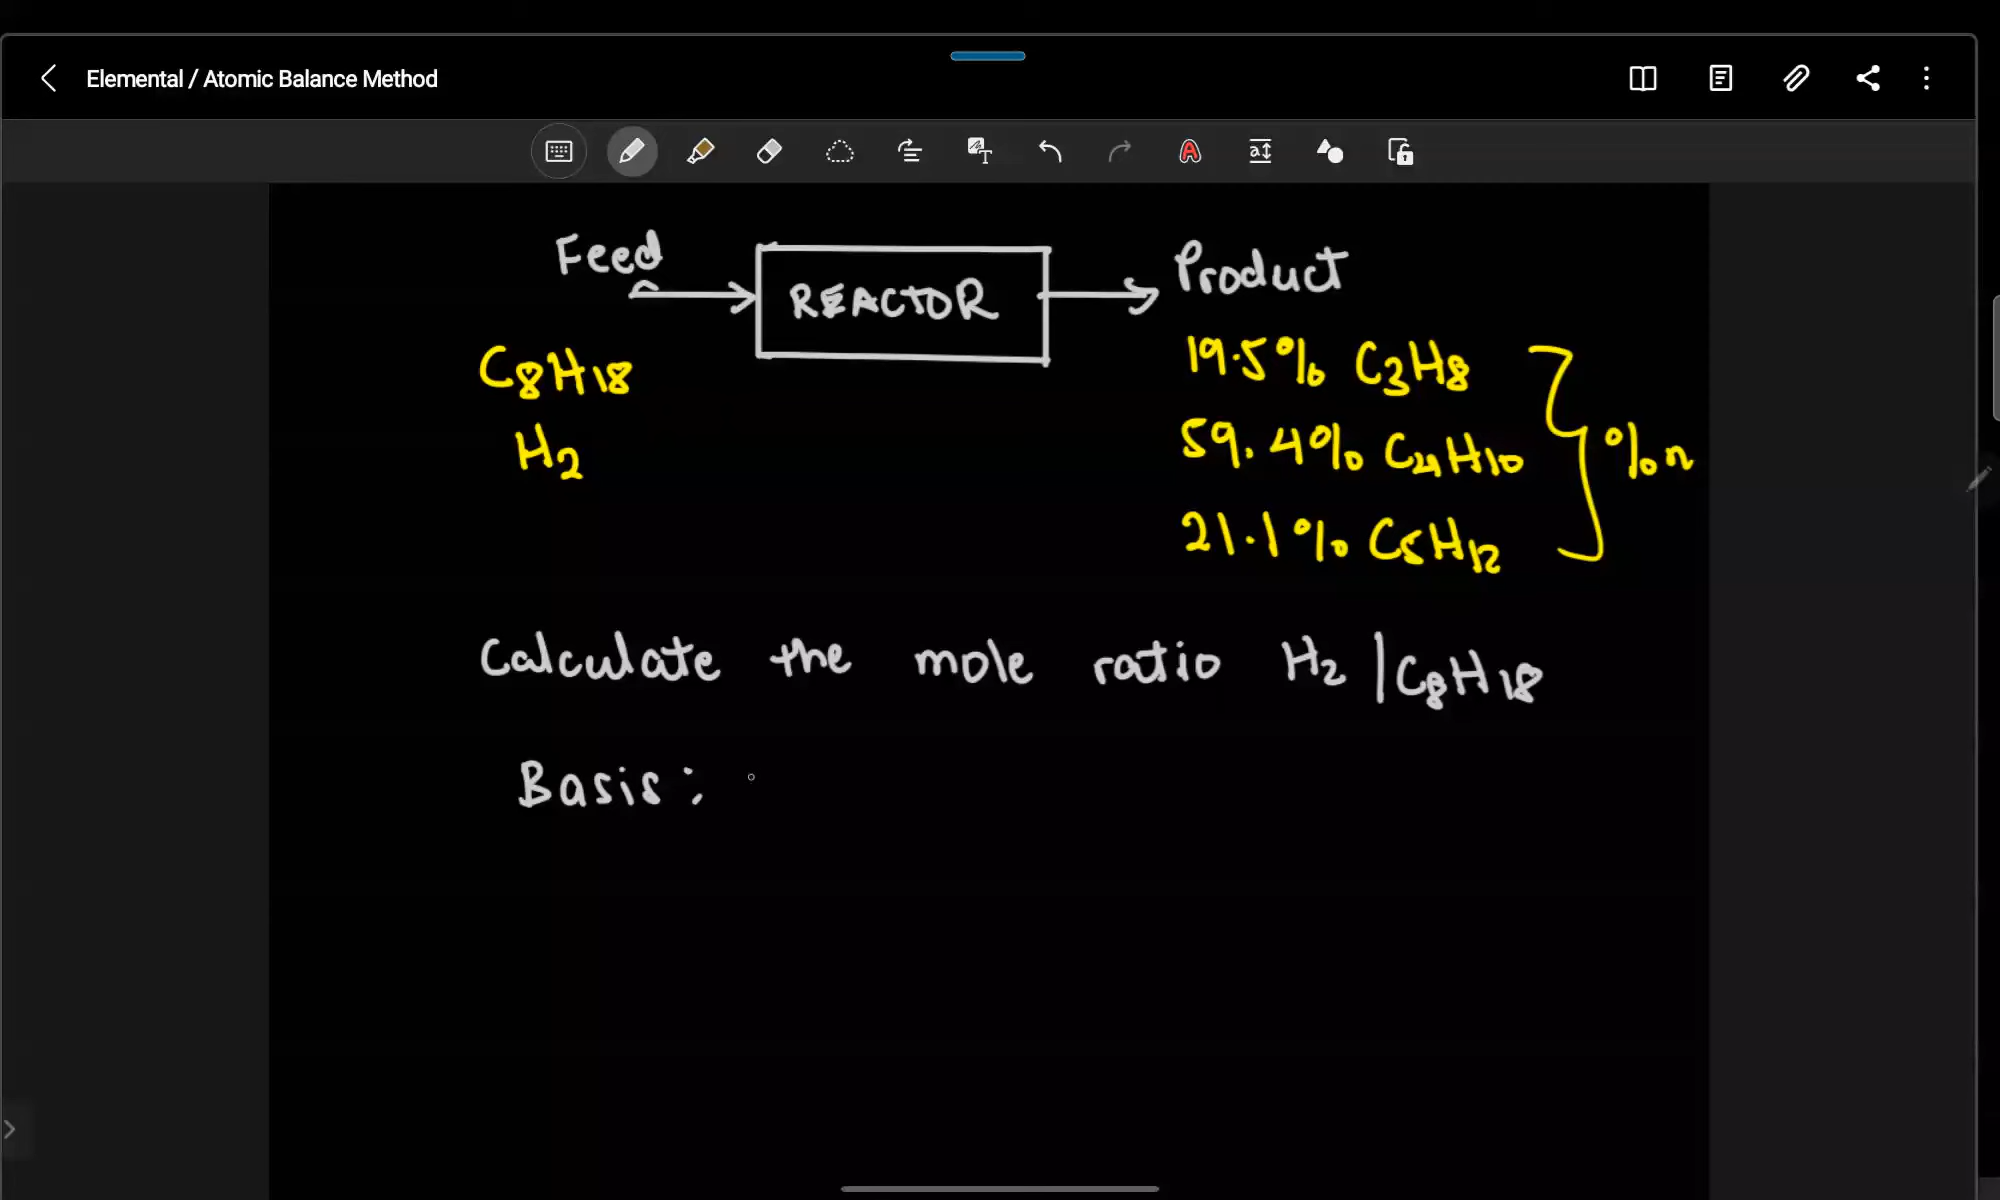 Elemental / Atomic Balance Method
Feed
REACTOR
Product
C8H18
H2
19.5% C3H8
59.4% C4H10
21.1% C5H12
%n
Calculate the mole ratio H2 | C8H18
Basis: